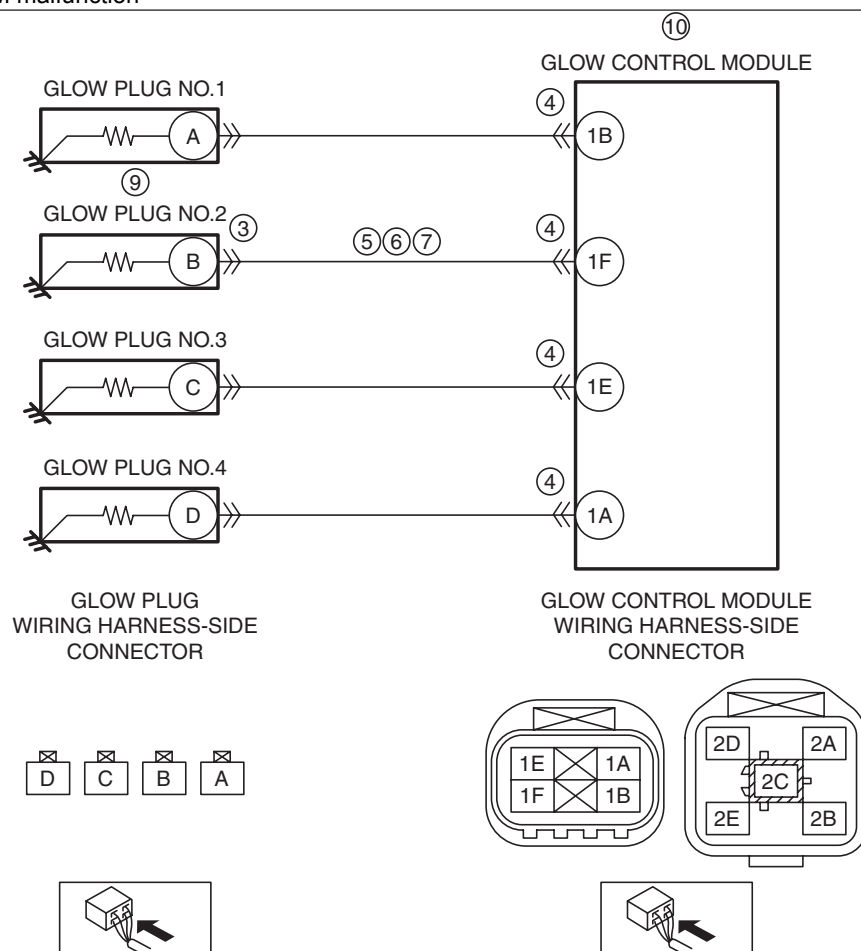 malfunction
⑩
GLOW CONTROL MODULE
GLOW PLUG NO.1
④
A
1B
⑨
GLOW PLUG NO.2
③
⑤⑥⑦
④
B
1F
GLOW PLUG NO.3
④
C
1E
GLOW PLUG NO.4
④
D
1A
GLOW PLUG
WIRING HARNESS-SIDE
CONNECTOR
GLOW CONTROL MODULE
WIRING HARNESS-SIDE
CONNECTOR
D C B A
1E 1A
1F 1B
2D 2A
2C
2E 2B